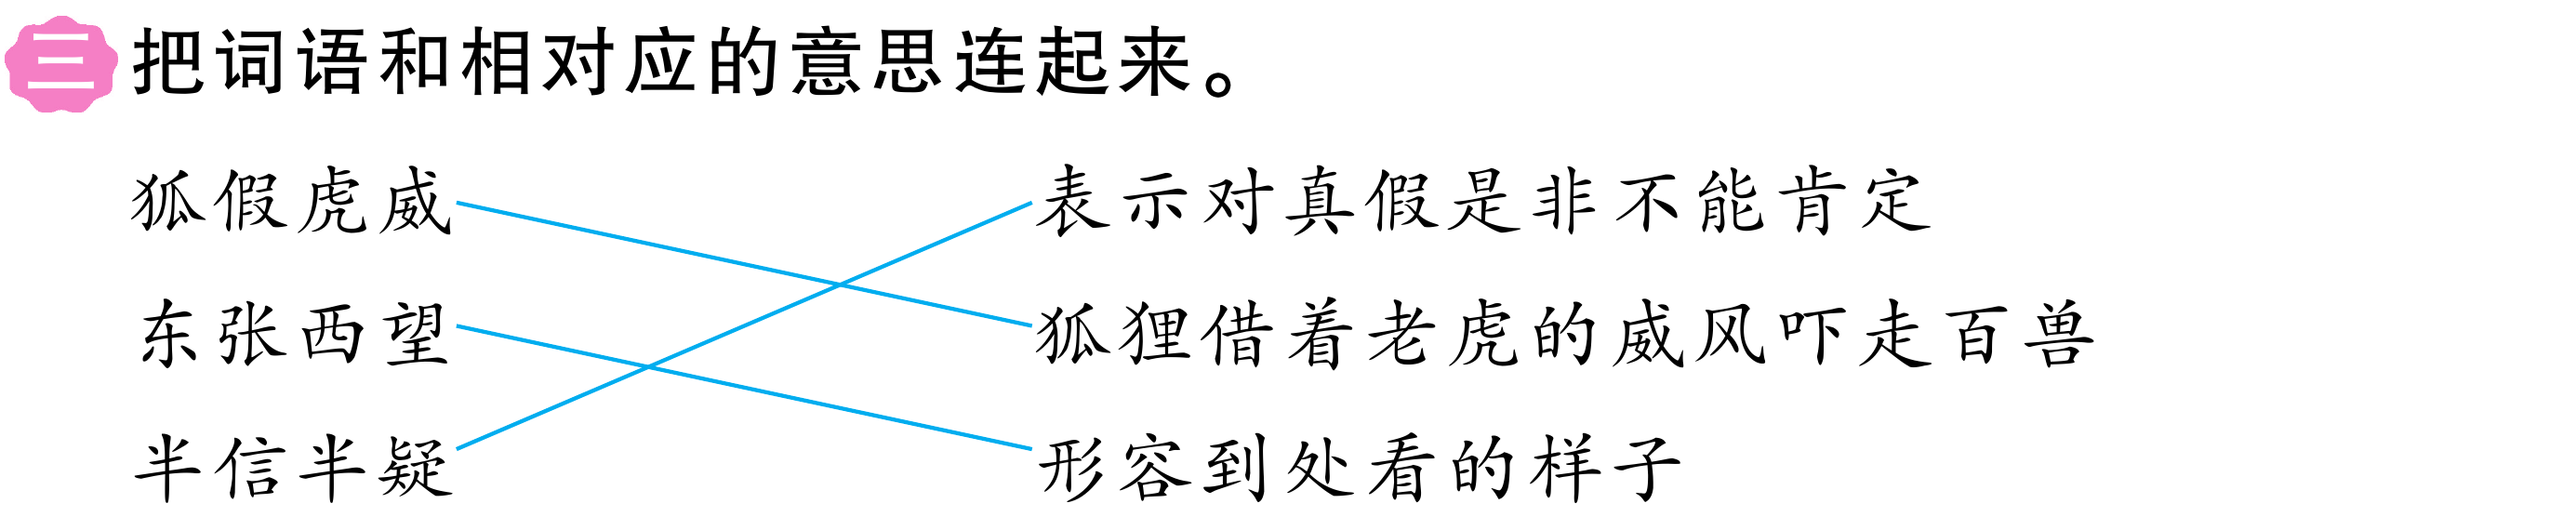 三 把词语和相对应的意思连起来。
狐假虎威 表示对真假是非不能肯定
东张西望 狐狸借着老虎的威风吓走百兽
半信半疑 形容到处看的样子